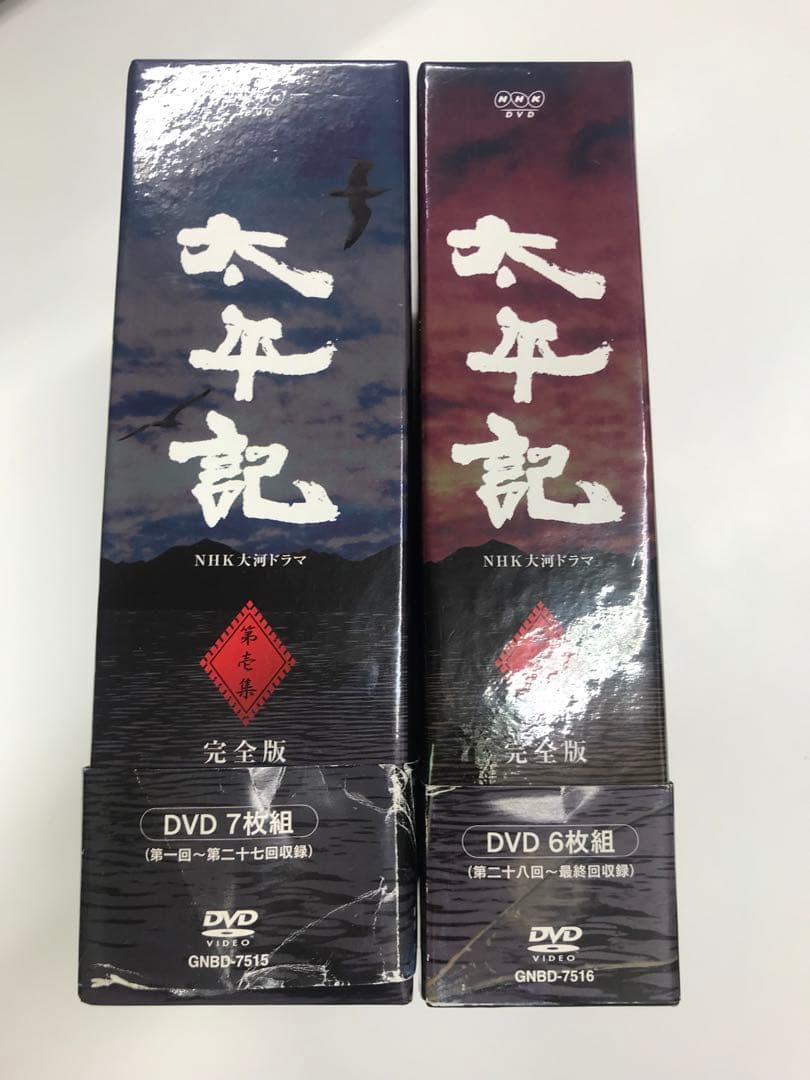 NHK
DVD
太平記
NHK大河ドラマ
第壱集
完全版
DVD 7枚組
(第一回～第二十七回収録)
DVD
VIDEO
GNBD-7515
NHK
DVD
太平記
NHK大河ドラマ
完全版
DVD 6枚組
(第二十八回～最終回収録)
DVD
VIDEO
GNBD-7516